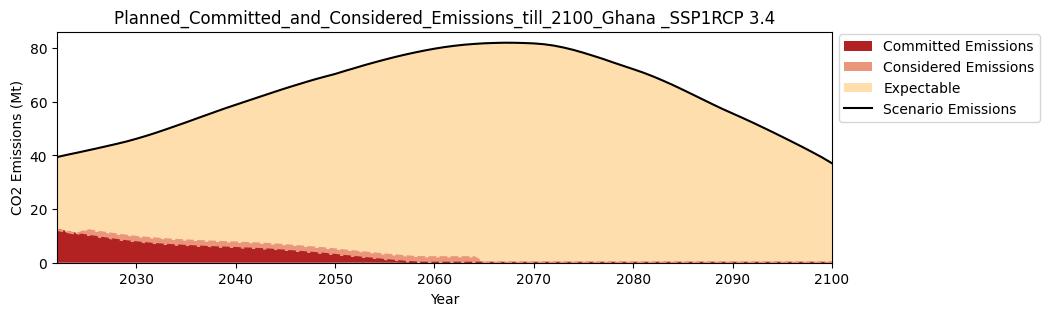 Planned_Committed_and_Considered_Emissions_till_2100_Ghana _SSP1RCP 3.4
CO2 Emissions (Mt)
80
60
40
20
0
2030 2040 2050 2060 2070 2080 2090 2100
Year
Committed Emissions
Considered Emissions
Expectable
Scenario Emissions